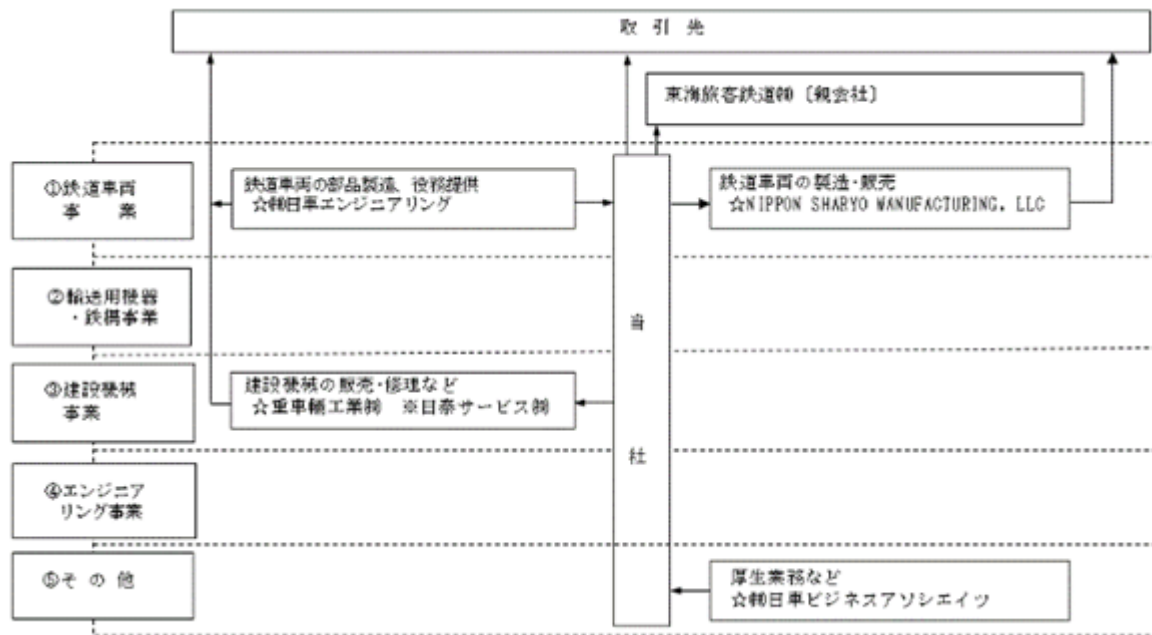 取 引 先
東海旅客鉄道㈱〔親会社〕
①鉄道車両
事 業
鉄道車両の部品製造、役務提供
☆㈱日車エンジニアリング
鉄道車両の製造・販売
☆NIPPON SHARYO MANUFACTURING, LLC
②輸送用機器
・鉄構事業
当
社
③建設機械
事業
建設機械の販売・修理など
☆重車輛工業㈱ ※日泰サービス㈱
④エンジニア
リング事業
⑤そ の 他
厚生業務など
☆㈱日車ビジネスアソシエイツ